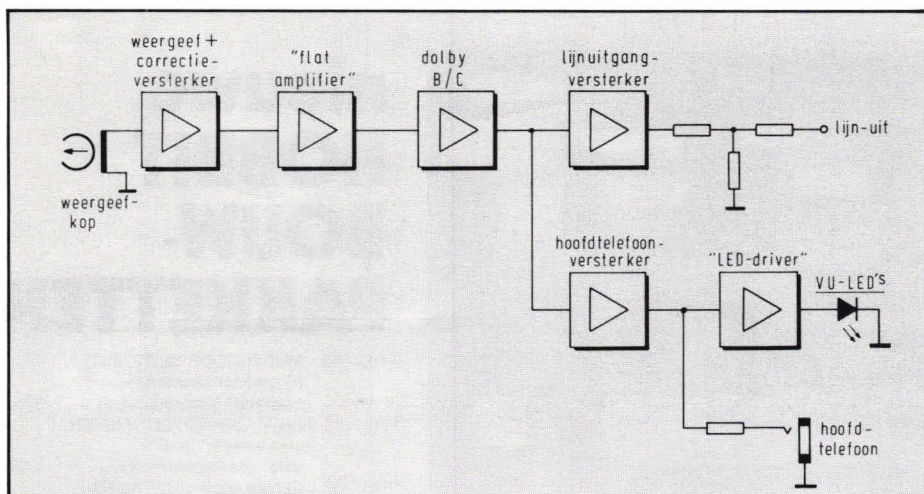 weergeef +
correctie-
versterker
"flat
amplifier"
dolby
B/C
lijnuitgang-
versterker
lijn-uit
weergeef-
kop
hoofdtelefoon-
versterker
"LED-driver"
VU-LED's
hoofd-
telefoon